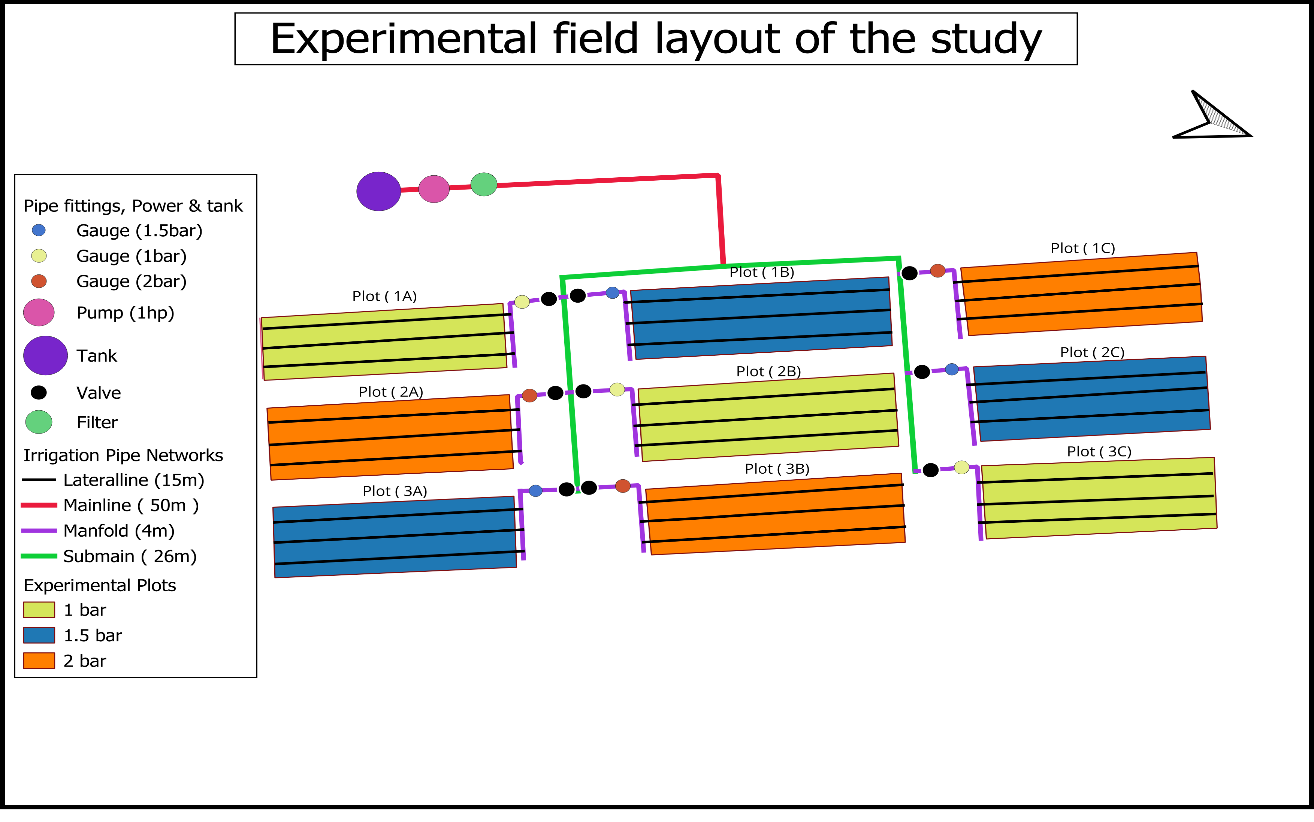 Experimental field layout of the study
Pipe fittings, Power & tank
Gauge (1.5bar)
Gauge (1bar)
Gauge (2bar)
Pump (1hp)
Tank
Valve
Filter
Irrigation Pipe Networks
Lateralline (15m)
Mainline ( 50m )
Manfold (4m)
Submain ( 26m)
Experimental Plots
1 bar
1.5 bar
2 bar
Plot ( 1A)
Plot ( 1B)
Plot ( 1C)
Plot ( 2A)
Plot ( 2B)
Plot ( 2C)
Plot ( 3A)
Plot ( 3B)
Plot ( 3C)